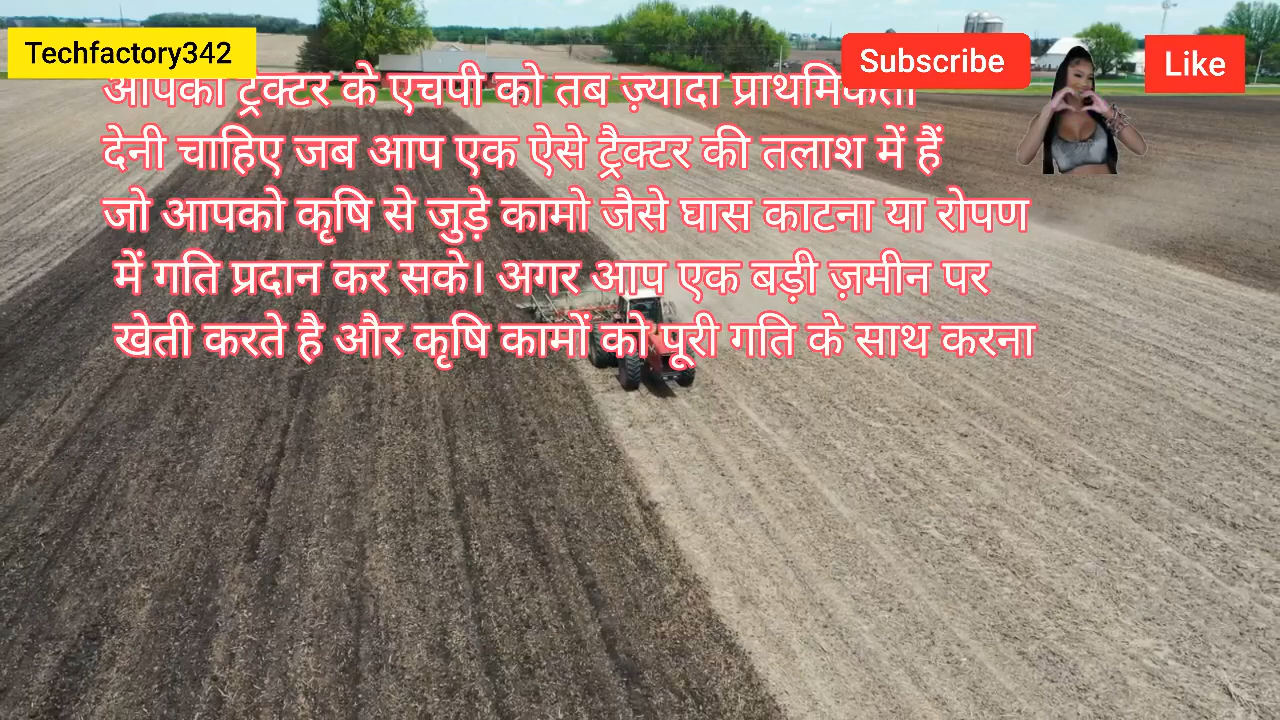 Techfactory342
Subscribe
Like
आपको ट्रैक्टर के एचपी को तब ज़्यादा प्राथमिकता
देनी चाहिए जब आप एक ऐसे ट्रैक्टर की तलाश में हैं
जो आपको कृषि से जुड़े कामो जैसे घास काटना या रोपण
में गति प्रदान कर सके। अगर आप एक बड़ी ज़मीन पर
खेती करते है और कृषि कामों को पूरी गति के साथ करना